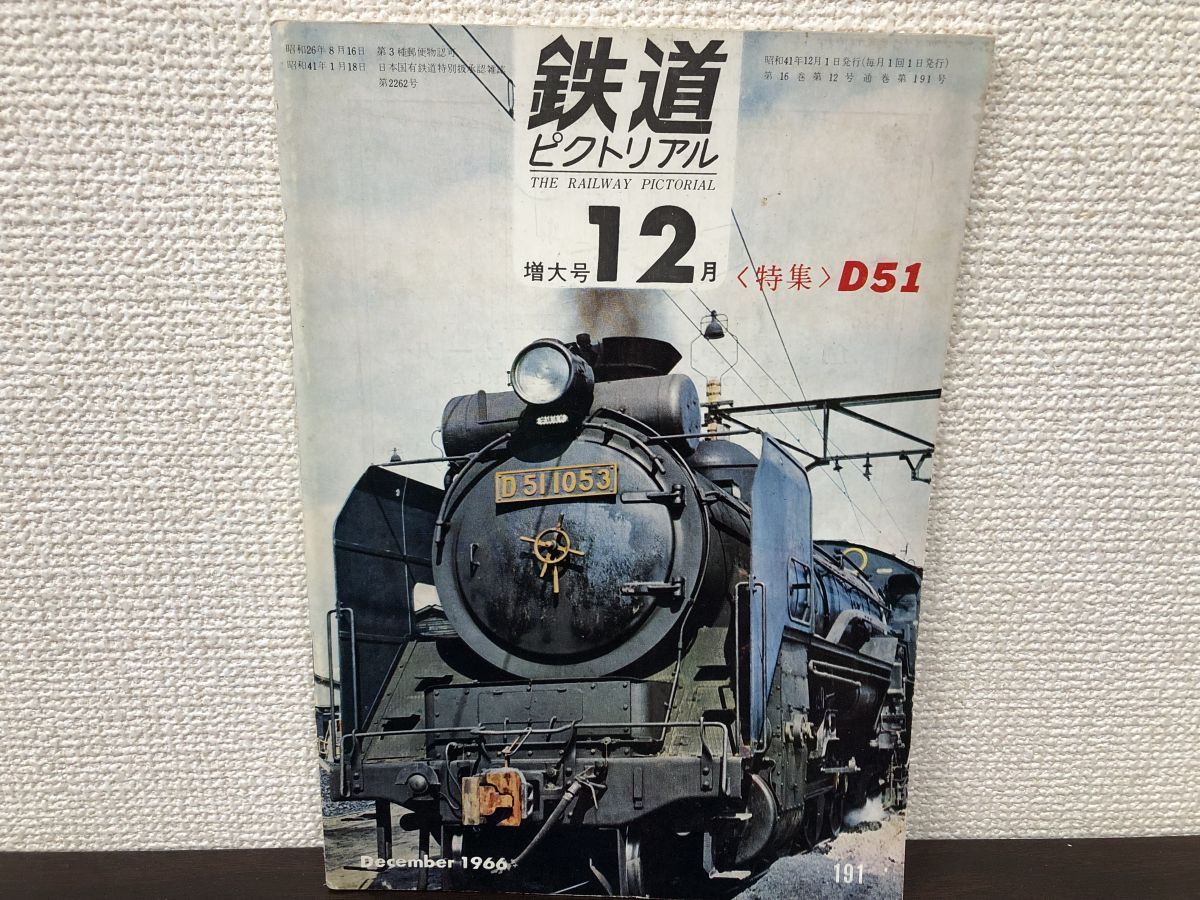 昭和26年8月16日 第3種郵便物認可
昭和41年1月18日 日本国有鉄道特別扱承認雑誌
第2262号
鉄道
ピクトリアル
THE RAILWAY PICTORIAL
増大号 12月
昭和41年12月1日発行(毎月1回1日発行)
第16巻第12号通巻第191号
〈特集〉D51
D51 1053
December 1966
191